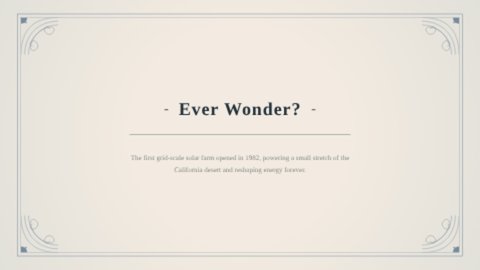 - Ever Wonder? -
The first grid-scale solar farm opened in 1982, powering a small stretch of the
California desert and reshaping energy forever.